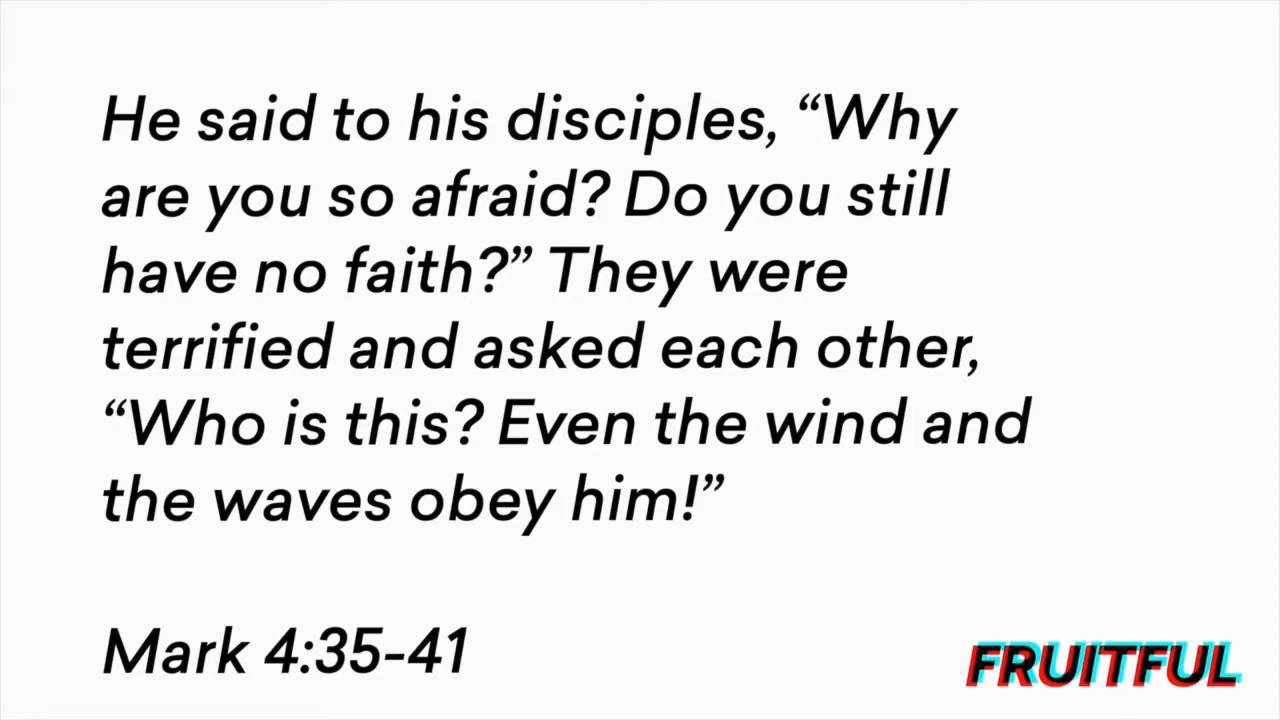 He said to his disciples, “Why
are you so afraid? Do you still
have no faith?” They were
terrified and asked each other,
“Who is this? Even the wind and
the waves obey him!”
Mark 4:35-41
FRUITFUL